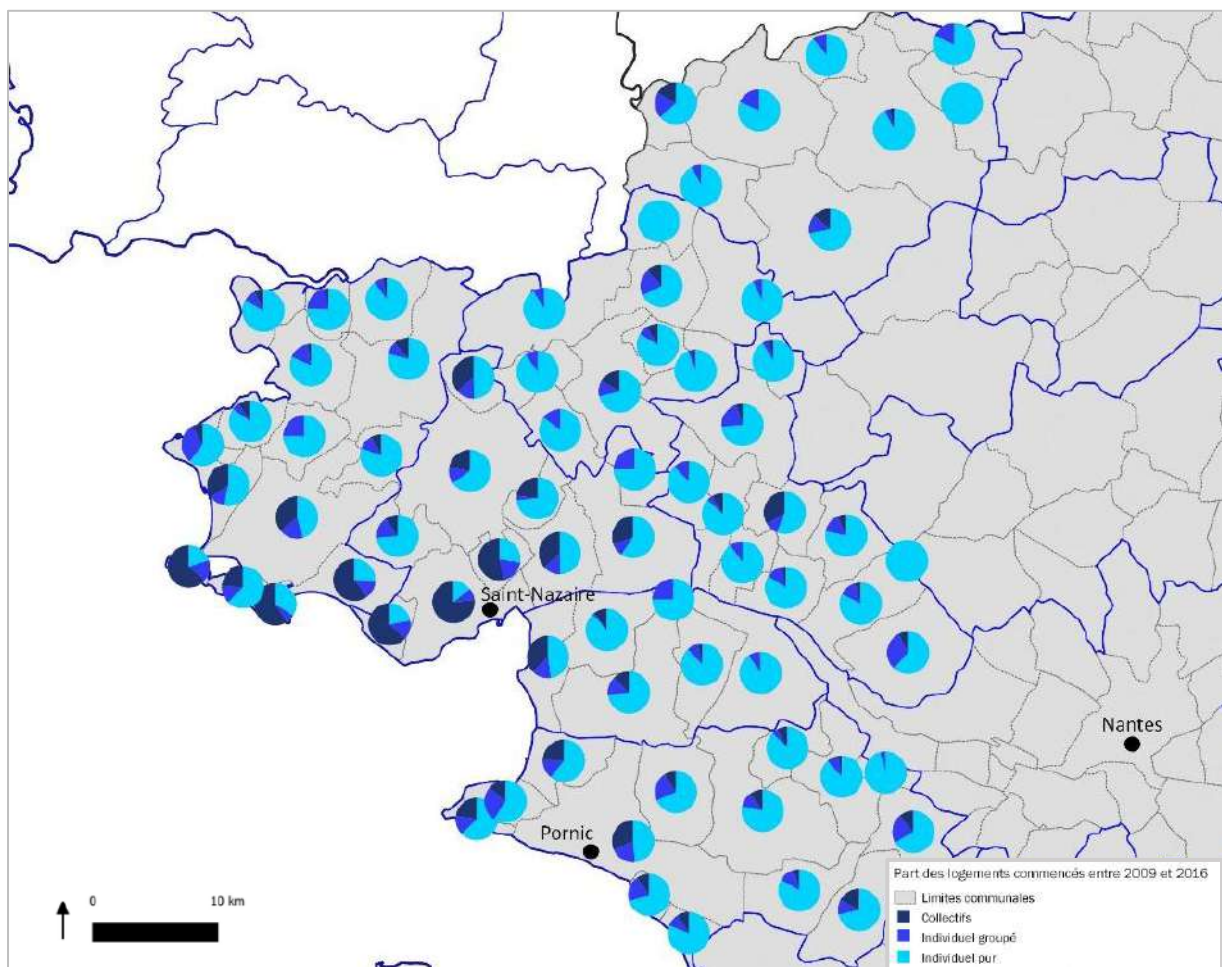 Saint-Nazaire
Nantes
Pornic
0 10 km
Part des logements commencés entre 2009 et 2016
Limites communales
Collectifs
Individuel groupé
Individuel pur